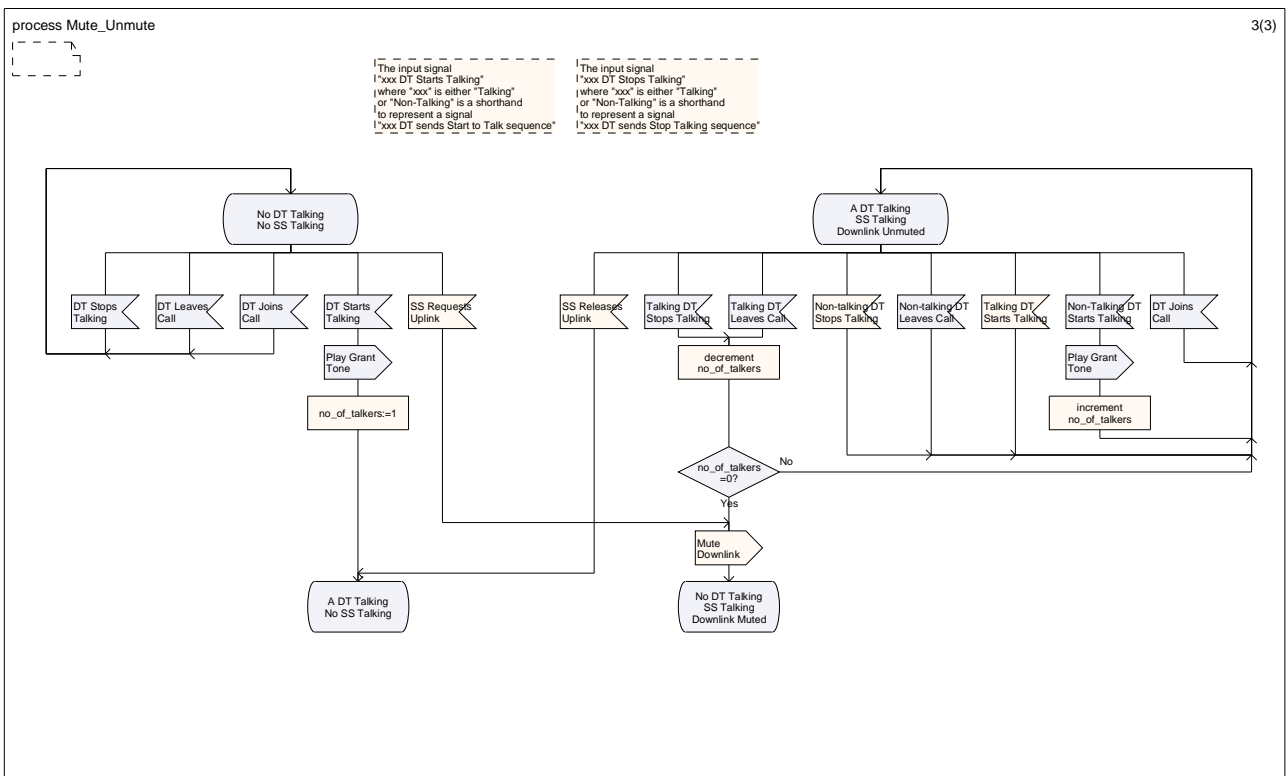 process Mute_Unmute
3(3)
The input signal
"xxx DT Starts Talking"
where "xxx" is either "Talking"
or "Non-Talking" is a shorthand
to represent a signal
"xxx DT sends Start to Talk sequence"
The input signal
"xxx DT Stops Talking"
where "xxx" is either "Talking"
or "Non-Talking" is a shorthand
to represent a signal
"xxx DT sends Stop Talking sequence"
No DT Talking
No SS Talking
A DT Talking
SS Talking
Downlink Unmuted
DT Stops
Talking
DT Leaves
Call
DT Joins
Call
DT Starts
Talking
SS Requests
Uplink
SS Releases
Uplink
Talking DT
Stops Talking
Talking DT
Leaves Call
Non-talking DT
Stops Talking
Non-talking DT
Leaves Call
Talking DT
Starts Talking
Non-Talking DT
Starts Talking
DT Joins
Call
Play Grant
Tone
decrement
no_of_talkers
Play Grant
Tone
no_of_talkers:=1
increment
no_of_talkers
no_of_talkers
=0?
No
Yes
Mute
Downlink
A DT Talking
No SS Talking
No DT Talking
SS Talking
Downlink Muted